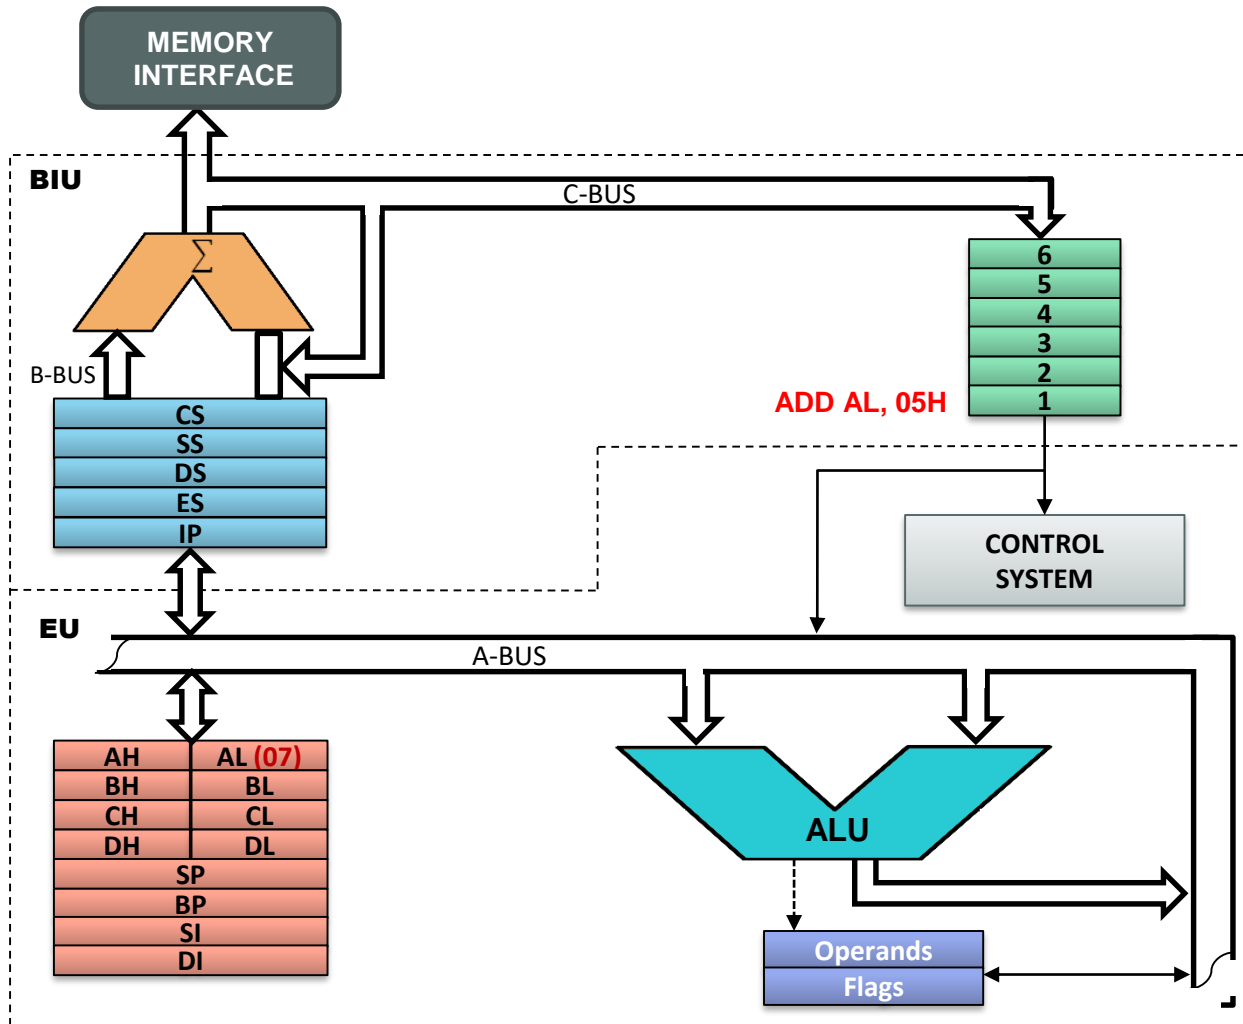 MEMORY
INTERFACE
BIU
C-BUS
Σ
6
5
4
3
2
1
B-BUS
ADD AL, 05H
CS
SS
DS
ES
IP
CONTROL
SYSTEM
EU
A-BUS
AH AL (07)
BH BL
CH CL
DH DL
SP
BP
SI
DI
ALU
Operands
Flags